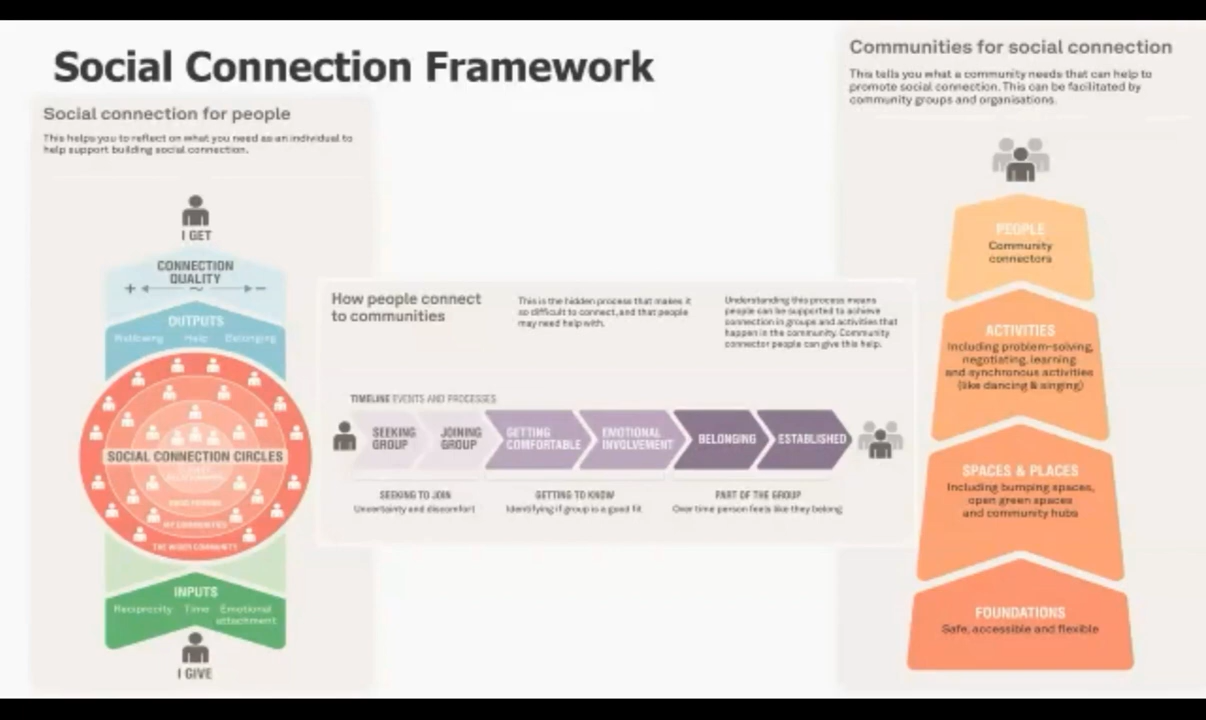 Social Connection Framework
Social connection for people
This helps you to reflect on what you need as an individual to
help support building social connection.
I GET
CONNECTION
QUALITY
+ ~ −
OUTPUTS
Wellbeing Help Belonging
SOCIAL CONNECTION CIRCLES
MY COMMUNITIES
THE WIDER COMMUNITY
INPUTS
Reciprocity Time Emotional
attachment
I GIVE
How people connect
to communities
This is the hidden process that makes it
so difficult to connect, and that people
may need help with.
Understanding this process means
people can be supported to achieve
connection in groups and activities that
happen in the community. Community
connector people can give this help.
TIMELINE EVENTS AND PROCESSES
SEEKING
GROUP
JOINING
GROUP
GETTING
COMFORTABLE
EMOTIONAL
INVOLVEMENT
BELONGING
ESTABLISHED
SEEKING TO JOIN
Uncertainty and discomfort
GETTING TO KNOW
Identifying if group is a good fit
PART OF THE GROUP
Over time person feels like they belong
Communities for social connection
This tells you what a community needs that can help to
promote social connection. This can be facilitated by
community groups and organisations.
PEOPLE
Community
connectors
ACTIVITIES
Including problem-solving,
negotiating, learning
and synchronous activities
(like dancing & singing)
SPACES & PLACES
Including bumping spaces,
open green spaces
and community hubs
FOUNDATIONS
Safe, accessible and flexible